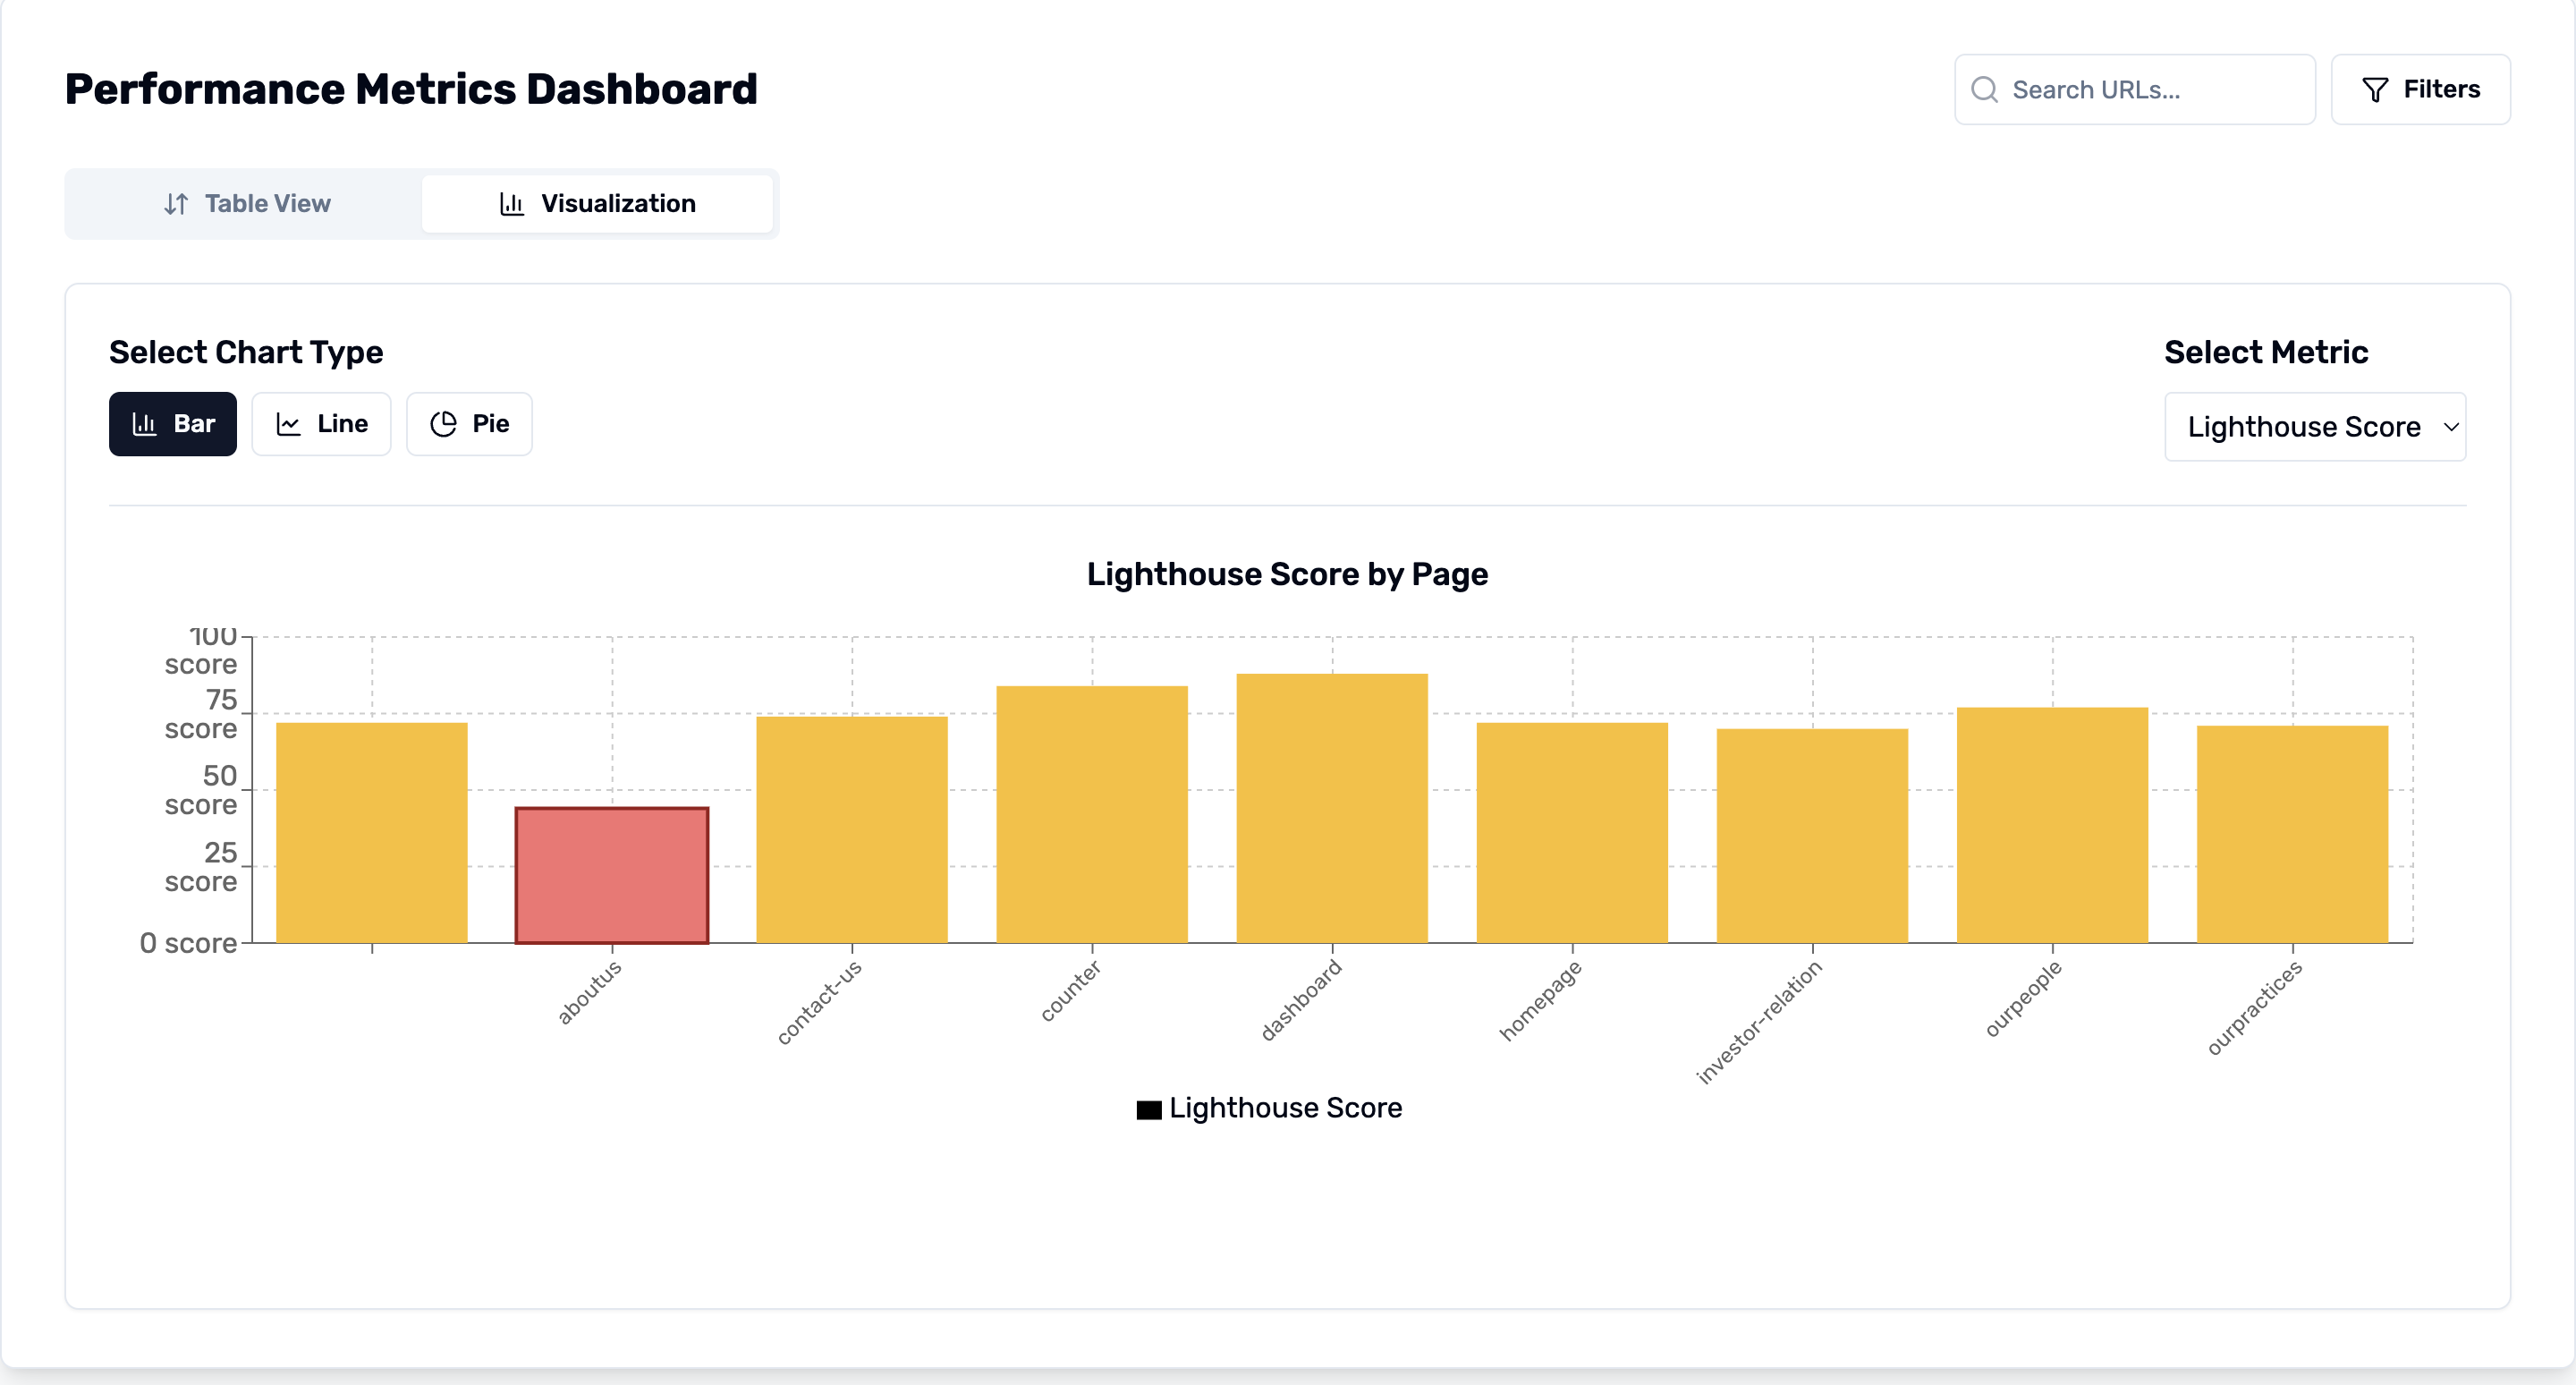 Performance Metrics Dashboard
Search URLs...
Filters
Table View
Visualization
Select Chart Type
Select Metric
Bar
Line
Pie
Lighthouse Score
Lighthouse Score by Page
100
score
75
score
50
score
25
score
0 score
aboutus
contact-us
counter
dashboard
homepage
investor-relation
ourpeople
ourpractices
Lighthouse Score